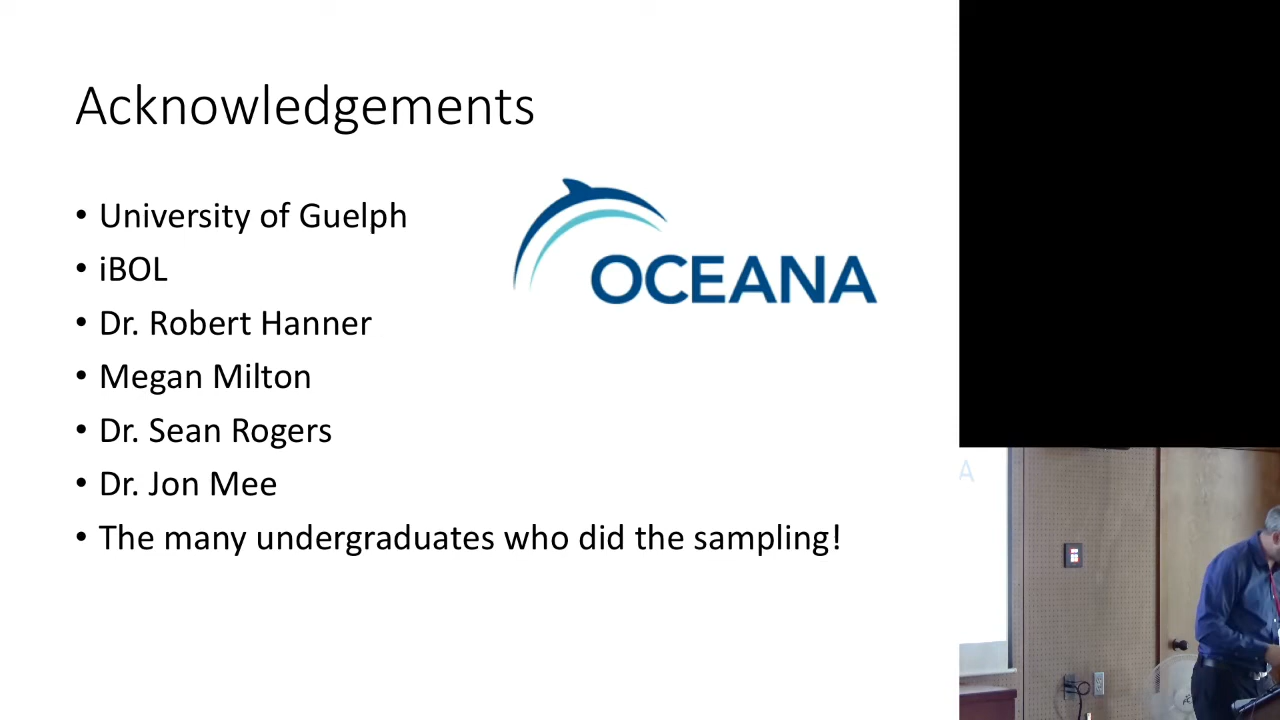 Acknowledgements
• University of Guelph
• iBOL
• Dr. Robert Hanner
• Megan Milton
• Dr. Sean Rogers
• Dr. Jon Mee
• The many undergraduates who did the sampling!
OCEANA
A